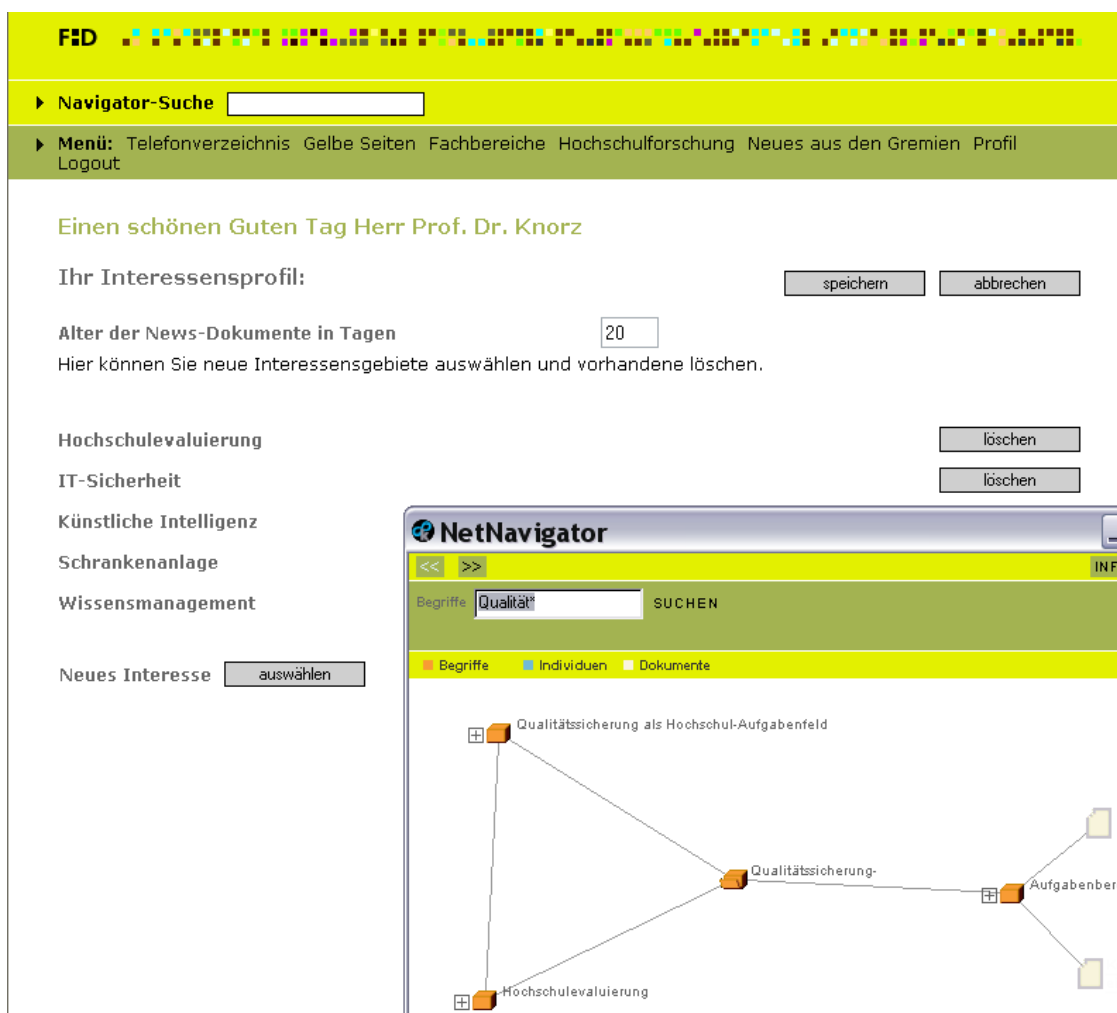 F:D
Navigator-Suche
Menü: Telefonverzeichnis Gelbe Seiten Fachbereiche Hochschulforschung Neues aus den Gremien Profil
Logout
Einen schönen Guten Tag Herr Prof. Dr. Knorz
Ihr Interessensprofil:
speichern abbrechen
Alter der News-Dokumente in Tagen 20
Hier können Sie neue Interessensgebiete auswählen und vorhandene löschen.
Hochschulevaluierung löschen
IT-Sicherheit löschen
Künstliche Intelligenz
Schrankenanlage
Wissensmanagement
Neues Interesse auswählen
NetNavigator
<< >> INF
Begriffe Qualität* SUCHEN
Begriffe Individuen Dokumente
Qualitätssicherung als Hochschul-Aufgabenfeld
Qualitätssicherung-
Aufgabenber
Hochschulevaluierung